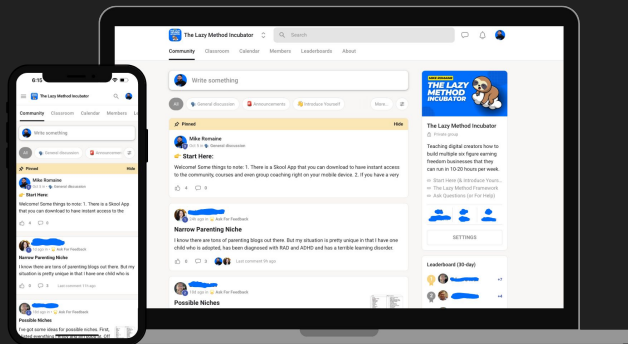 The Lazy Method Incubator
Search
Community Classroom Calendar Members Leaderboards About
Write something
All General discussion Announcements Introduce Yourself More...
Pinned Hide
Mike Romaine
General discussion
Start Here:
Welcome! Some things to note: 1. There is a Skool App that you can download to have instant access
to the community, courses and even group coaching right on your mobile device. 2. If you have a very
4 0
Ask For Feedback
Narrow Parenting Niche
I know there are tons of parenting blogs out there. But my situation is pretty unique in that I have one
child who is adopted, has been diagnosed with RAD and ADHD and has a terrible learning disorder.
Ask For Feedback
Possible Niches
THE LAZY
METHOD
INCUBATOR
The Lazy Method Incubator
Private group
Teaching digital creators how to
build multiple six figure earning
freedom businesses that they
can run in 10-20 hours per week.
Start Here (& Introduce Yours...
The Lazy Method Framework
Ask Questions (or For Help)
SETTINGS
Leaderboard (30-day)
6:15
The Lazy Method Incubator
Community Classroom Calendar Members
Write something
All General discussion Announcements
Pinned Hide
Mike Romaine
General discussion
Start Here:
Welcome! Some things to note: 1. There is a Skool App
that you can download to have instant access to the
4 0
Ask For Feedback
Narrow Parenting Niche
I know there are tons of parenting blogs out there. But my
situation is pretty unique in that I have one child who is
Ask For Feedback
Possible Niches
I've got some ideas for possible niches. First,